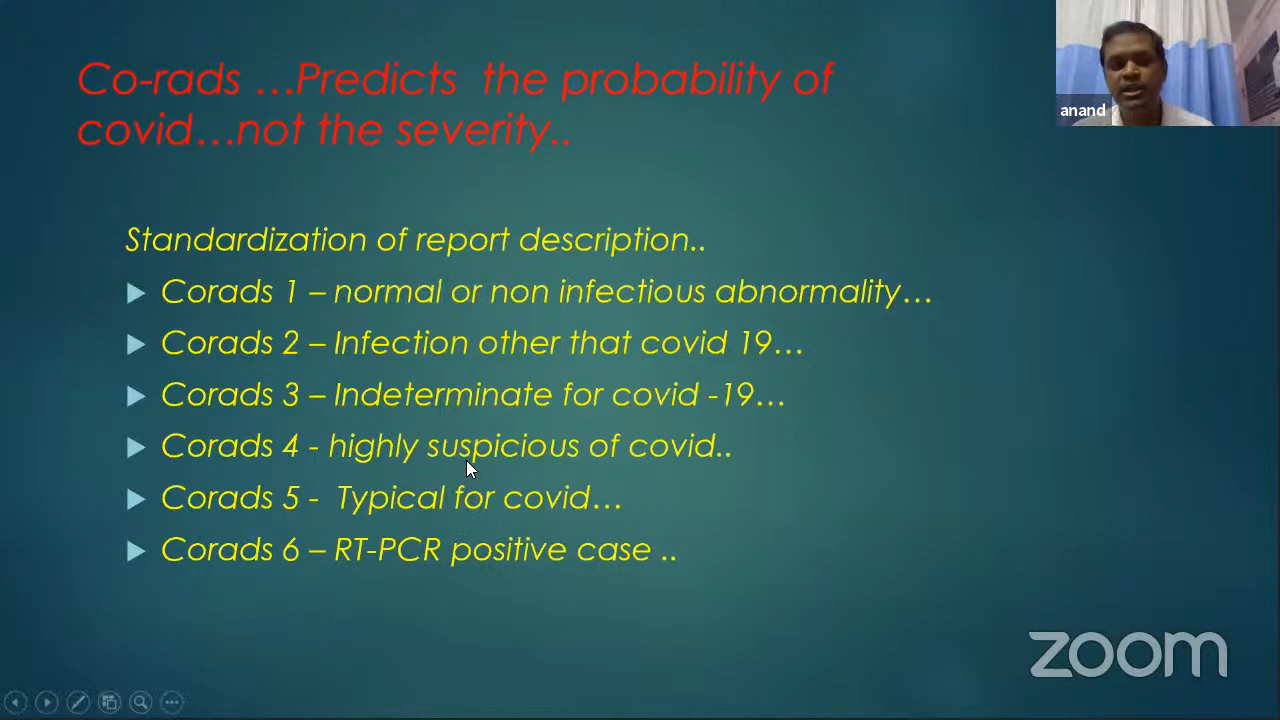 Co-rads ...Predicts the probability of
covid...not the severity..
anand
Standardization of report description..
Corads 1 – normal or non infectious abnormality...
Corads 2 – Infection other that covid 19...
Corads 3 – Indeterminate for covid -19...
Corads 4 - highly suspicious of covid..
Corads 5 - Typical for covid...
Corads 6 – RT-PCR positive case ..
zoom